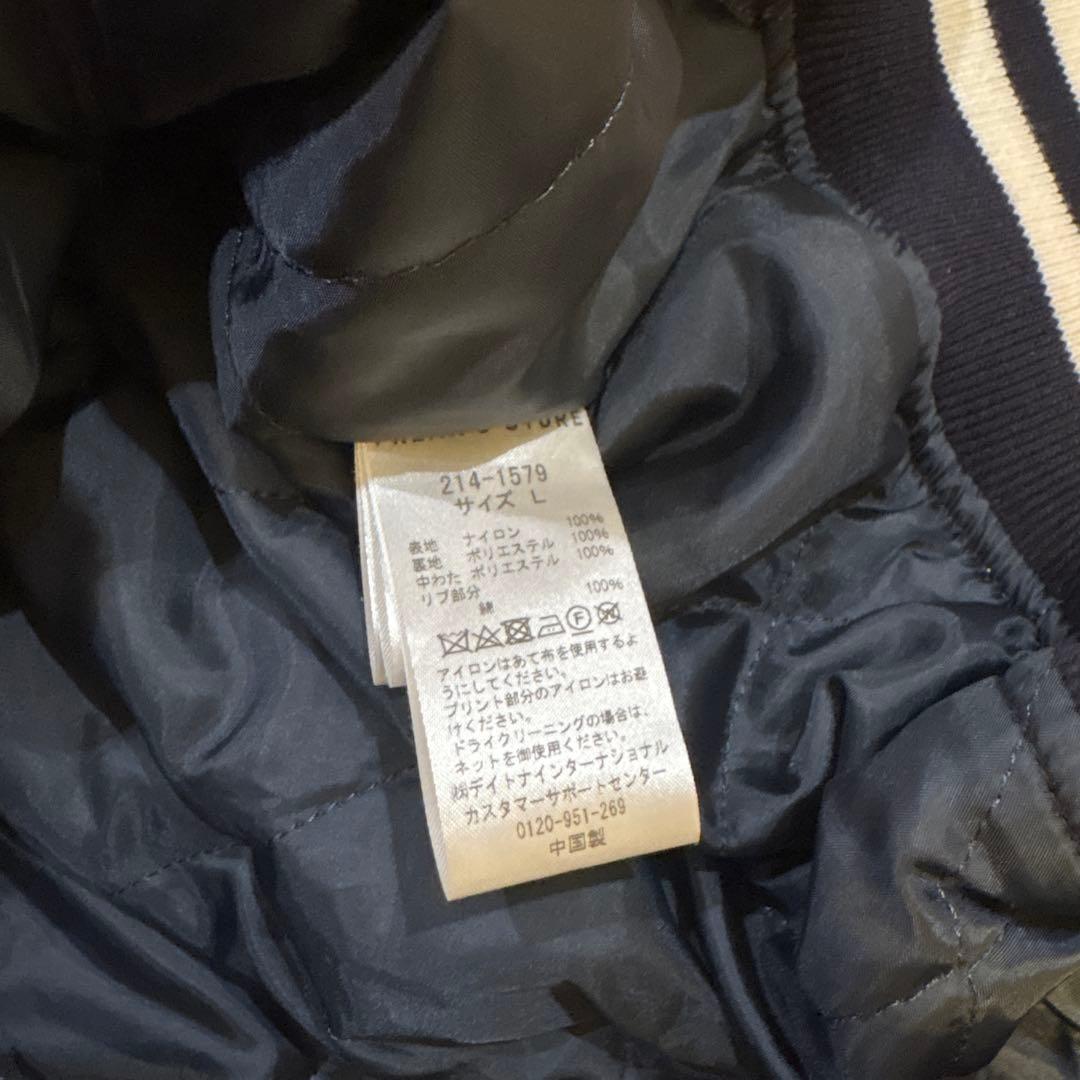 FREAK'S STORE
214-1579
サイズ L
表地 ナイロン 100%
裏地 ポリエステル 100%
中わた ポリエステル 100%
リブ部分
綿 100%
アイロンはあて布を使用するよ
うにしてください。
プリント部分のアイロンはお避
けください。
ドライクリーニングの場合は、
ネットを御使用ください。
㈱デイトナインターナショナル
カスタマーサポートセンター
0120-951-269
中国製